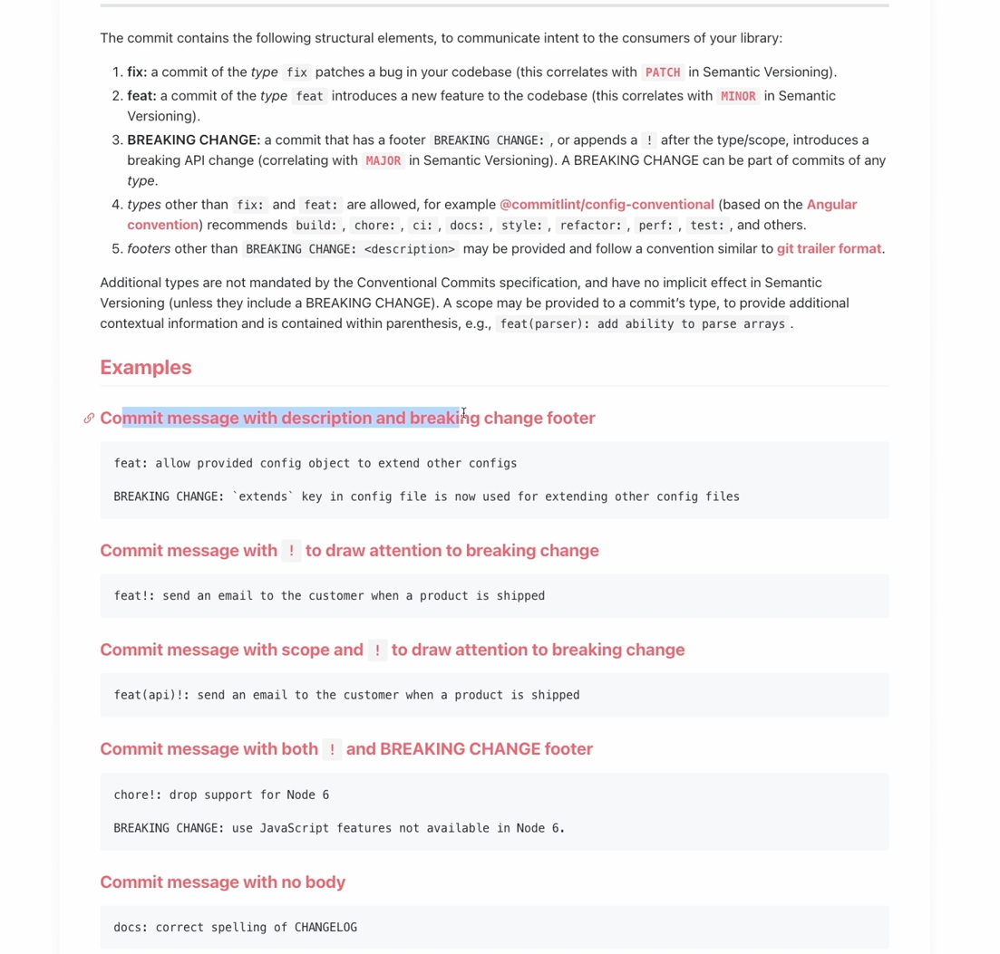 The commit contains the following structural elements, to communicate intent to the consumers of your library:
1. fix: a commit of the type fix patches a bug in your codebase (this correlates with PATCH in Semantic Versioning).
2. feat: a commit of the type feat introduces a new feature to the codebase (this correlates with MINOR in Semantic
Versioning).
3. BREAKING CHANGE: a commit that has a footer BREAKING CHANGE: , or appends a ! after the type/scope, introduces a
breaking API change (correlating with MAJOR in Semantic Versioning). A BREAKING CHANGE can be part of commits of any
type.
4. types other than fix: and feat: are allowed, for example @commitlint/config-conventional (based on the Angular
convention) recommends build: , chore: , ci: , docs: , style: , refactor: , perf: , test: , and others.
5. footers other than BREAKING CHANGE: <description> may be provided and follow a convention similar to git trailer format.
Additional types are not mandated by the Conventional Commits specification, and have no implicit effect in Semantic
Versioning (unless they include a BREAKING CHANGE). A scope may be provided to a commit’s type, to provide additional
contextual information and is contained within parenthesis, e.g., feat(parser): add ability to parse arrays .
Examples
Commit message with description and breaking change footer
feat: allow provided config object to extend other configs
BREAKING CHANGE: `extends` key in config file is now used for extending other config files
Commit message with ! to draw attention to breaking change
feat!: send an email to the customer when a product is shipped
Commit message with scope and ! to draw attention to breaking change
feat(api)!: send an email to the customer when a product is shipped
Commit message with both ! and BREAKING CHANGE footer
chore!: drop support for Node 6
BREAKING CHANGE: use JavaScript features not available in Node 6.
Commit message with no body
docs: correct spelling of CHANGELOG